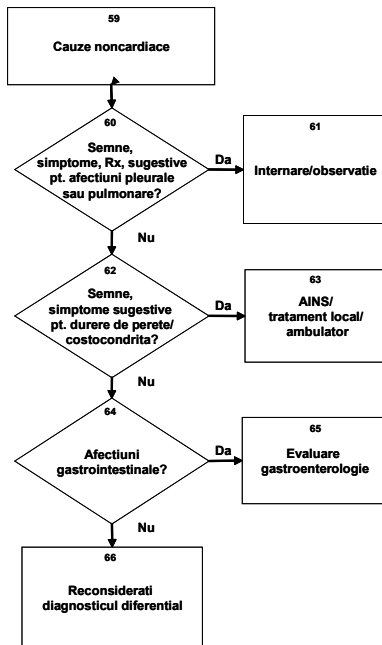 59
Cauze noncardiace
60
Semne,
simptome, Rx, sugestive
pt. afectiuni pleurale
sau pulmonare?
Da
61
Internare/observatie
Nu
62
Semne,
simptome sugestive
pt. durere de perete/
costocondrita?
Da
63
AINS/
tratament local/
ambulator
Nu
64
Afectiuni
gastrointestinale?
Da
65
Evaluare
gastroenterologie
Nu
66
Reconsiderati
diagnosticul diferential